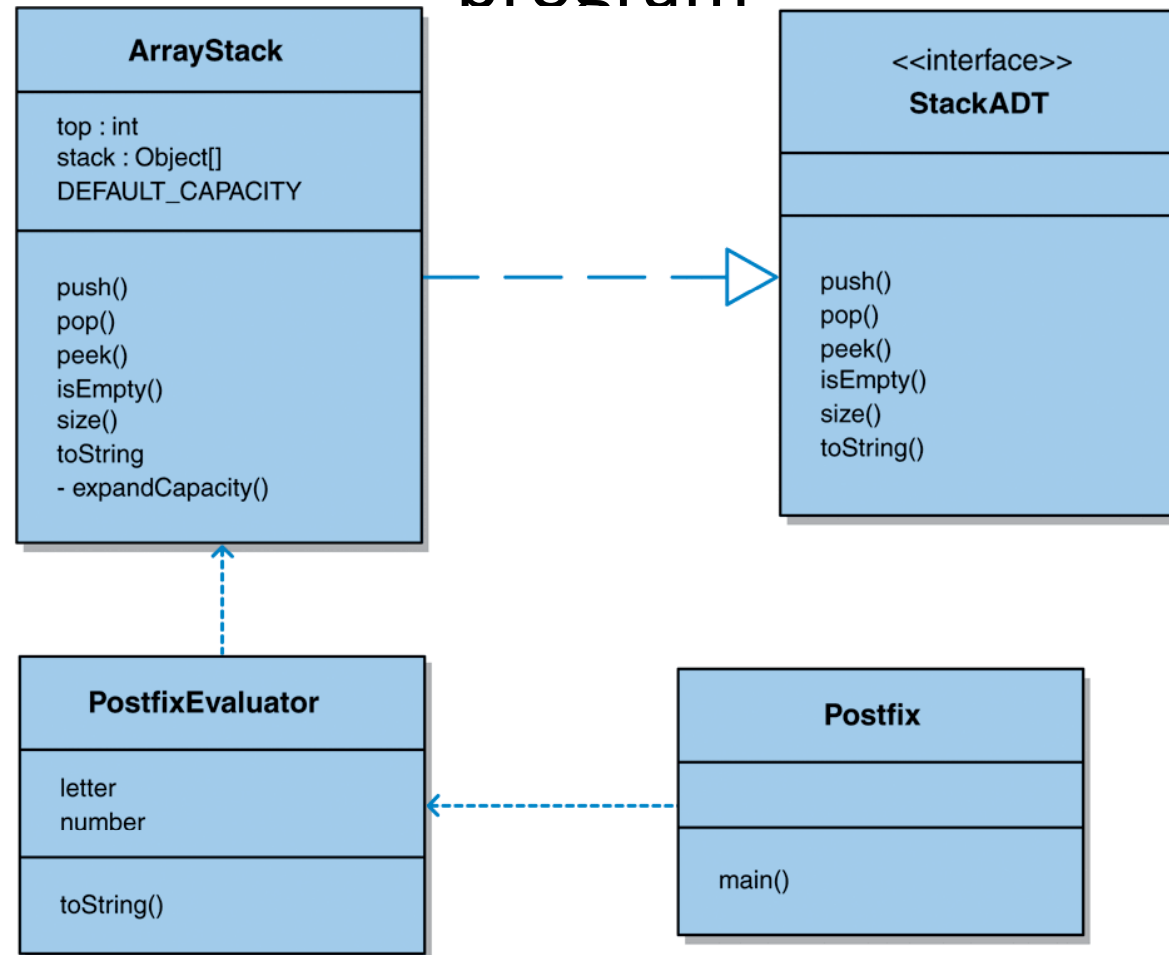 program
ArrayStack
top : int
stack : Object[]
DEFAULT_CAPACITY
push()
pop()
peek()
isEmpty()
size()
toString
- expandCapacity()
<<interface>>
StackADT
push()
pop()
peek()
isEmpty()
size()
toString()
PostfixEvaluator
letter
number
toString()
Postfix
main()